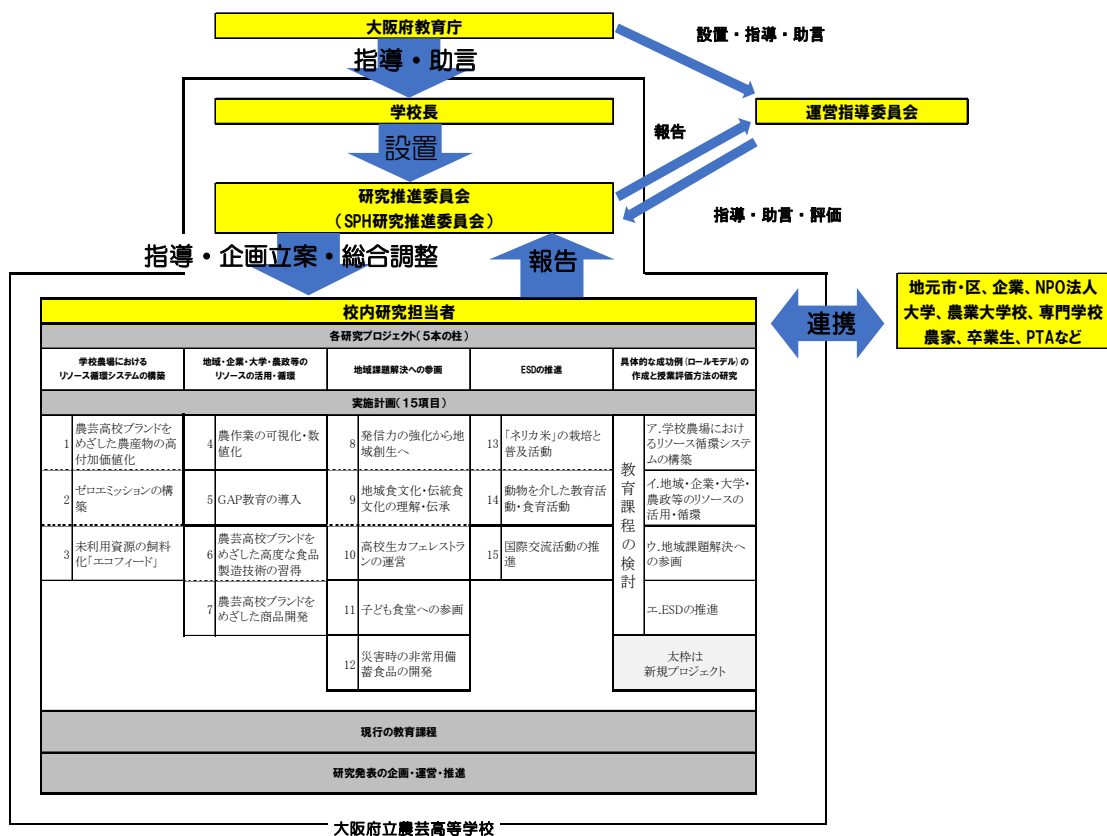 大阪府教育庁
設置・指導・助言
指導・助言
学校長
運営指導委員会
設置
報告
研究推進委員会
（SPH研究推進委員会）
指導・助言・評価
指導・企画立案・総合調整
報告
校内研究担当者
連携
地元市・区、企業、NPO法人
大学、農業大学校、専門学校
農家、卒業生、PTAなど
各研究プロジェクト（5本の柱）
学校農場における
リソース循環システムの構築
地域・企業・大学・農政等の
リソースの活用・循環
地域課題解決への参画
ESDの推進
具体的な成功例（ロールモデル）の
作成と授業評価方法の研究
実施計画（15項目）
1
農芸高校ブランドを
めざした農産物の高
付加価値化
2
ゼロエミッションの構
築
3
未利用資源の飼料
化「エコフィード」
4
農作業の可視化・数
値化
5
GAP教育の導入
6
農芸高校ブランドを
めざした高度な食品
製造技術の習得
7
農芸高校ブランドを
めざした商品開発
8
発信力の強化から地
域創生へ
9
地域食文化・伝統食
文化の理解・伝承
10
高校生カフェレストラ
ンの運営
11
子ども食堂への参画
12
災害時の非常用備
蓄食品の開発
13
「ネリカ米」の栽培と
普及活動
14
動物を介した教育活
動・食育活動
15
国際交流活動の推
進
教育課程の検討
ア.学校農場におけ
るリソース循環システ
ムの構築
イ.地域・企業・大学・
農政等のリソースの
活用・循環
ウ.地域課題解決へ
の参画
エ.ESDの推進
太枠は
新規プロジェクト
現行の教育課程
研究発表の企画・運営・推進
大阪府立農芸高等学校